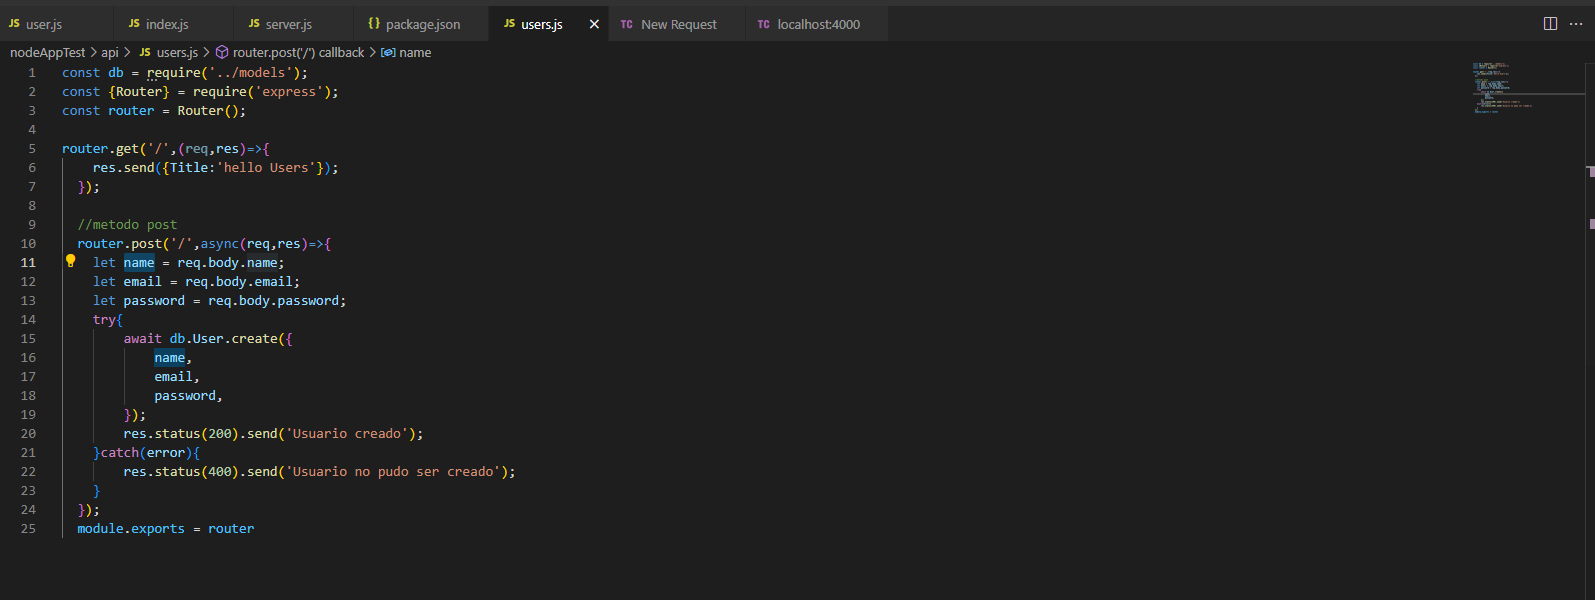 JS user.js JS index.js JS server.js {} package.json JS users.js × TC New Request TC localhost:4000 ...
nodeAppTest > api > JS users.js > router.post('/') callback > name
1 const db = require('../models');
2 const {Router} = require('express');
3 const router = Router();
4
5 router.get('/',(req,res)=>{
6 res.send({Title:'hello Users'});
7 });
8
9 //metodo post
10 router.post('/',async(req,res)=>{
11 let name = req.body.name;
12 let email = req.body.email;
13 let password = req.body.password;
14 try{
15 await db.User.create({
16 name,
17 email,
18 password,
19 });
20 res.status(200).send('Usuario creado');
21 }catch(error){
22 res.status(400).send('Usuario no pudo ser creado');
23 }
24 });
25 module.exports = router